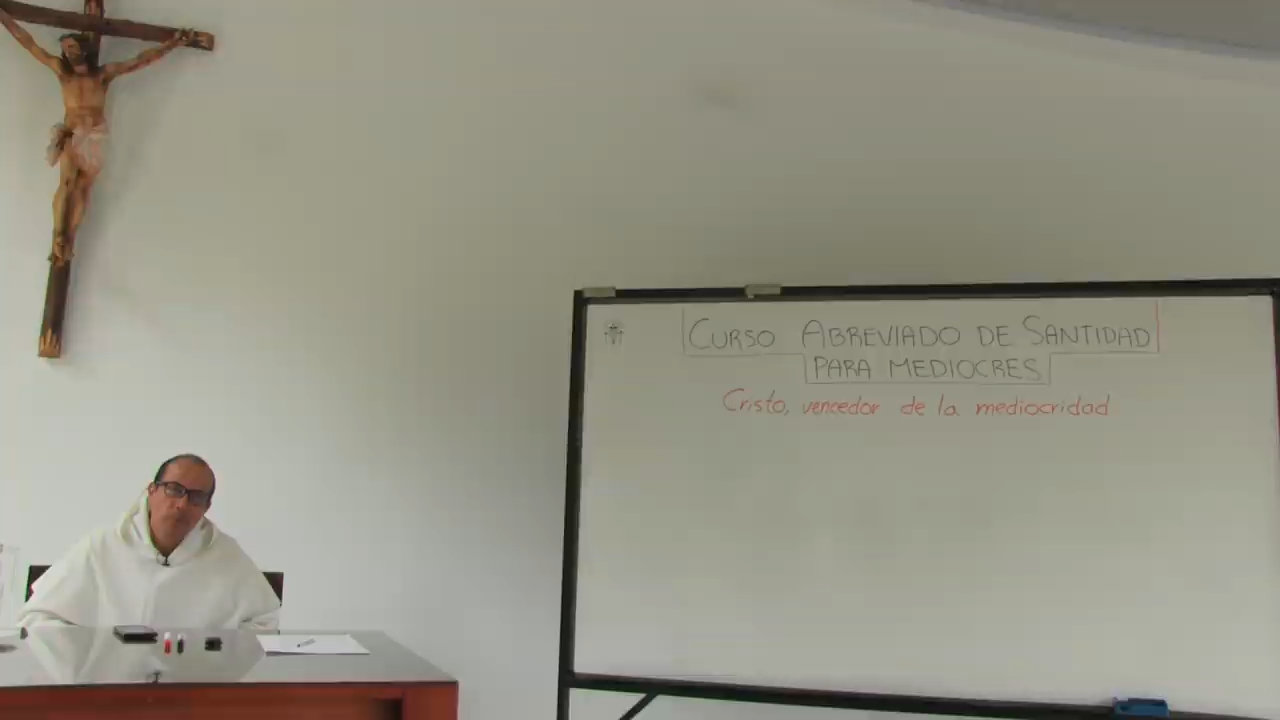 CURSO ABREVIADO DE SANTIDAD
PARA MEDIOCRES
Cristo, vencedor de la mediocridad